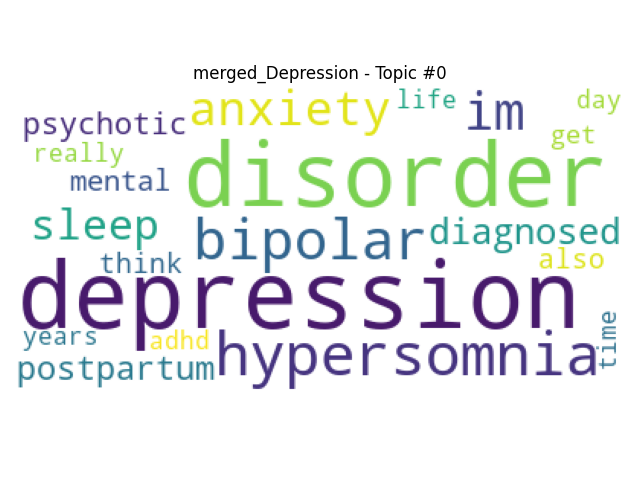 merged_Depression - Topic #0
anxiety life im day
psychotic get
really disorder
mental
sleep bipolar diagnosed
think also
depression
years adhd hypersomnia time
postpartum